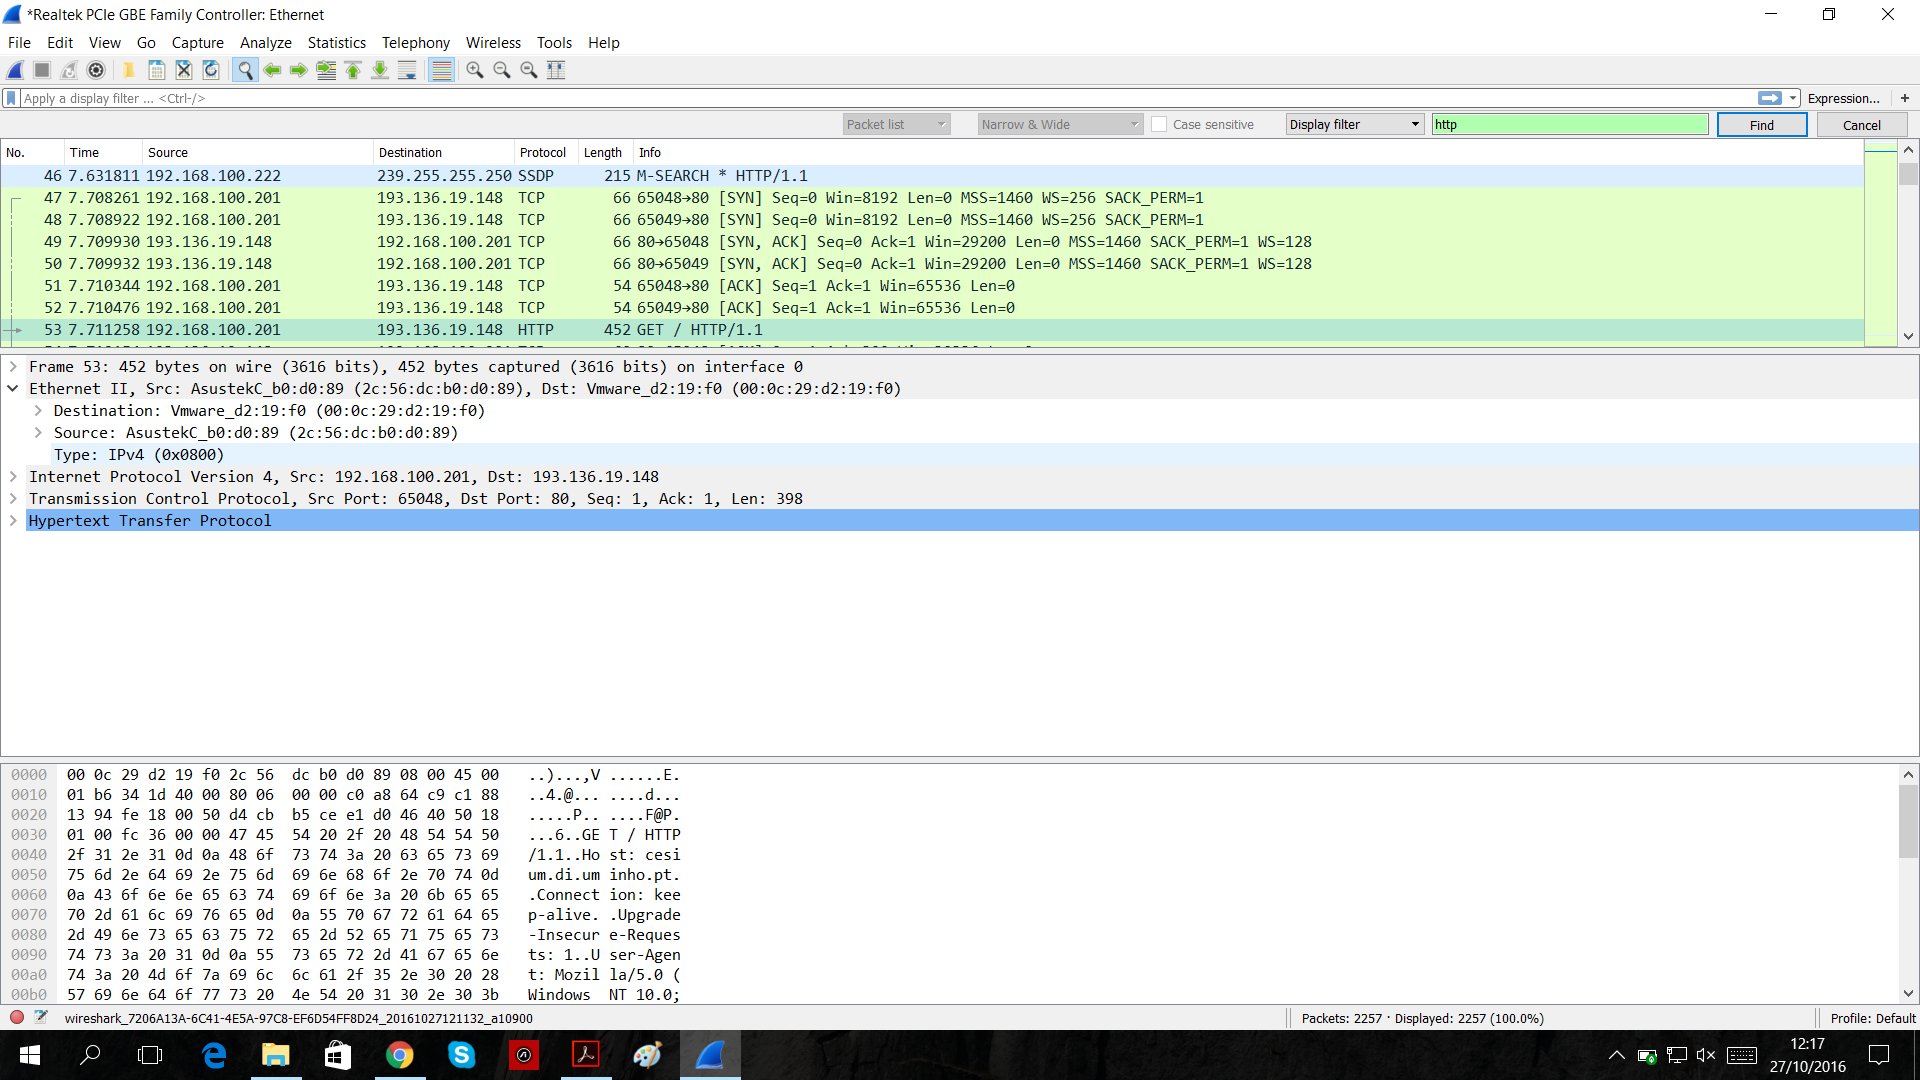 *Realtek PCIe GBE Family Controller: Ethernet
File Edit View Go Capture Analyze Statistics Telephony Wireless Tools Help
Apply a display filter ... <Ctrl-/> Expression... +
Packet list Narrow & Wide Case sensitive Display filter http Find Cancel
No. Time Source Destination Protocol Length Info
46 7.631811 192.168.100.222 239.255.255.250 SSDP 215 M-SEARCH * HTTP/1.1
47 7.708261 192.168.100.201 193.136.19.148 TCP 66 65048→80 [SYN] Seq=0 Win=8192 Len=0 MSS=1460 WS=256 SACK_PERM=1
48 7.708922 192.168.100.201 193.136.19.148 TCP 66 65049→80 [SYN] Seq=0 Win=8192 Len=0 MSS=1460 WS=256 SACK_PERM=1
49 7.709930 193.136.19.148 192.168.100.201 TCP 66 80→65048 [SYN, ACK] Seq=0 Ack=1 Win=29200 Len=0 MSS=1460 SACK_PERM=1 WS=128
50 7.709932 193.136.19.148 192.168.100.201 TCP 66 80→65049 [SYN, ACK] Seq=0 Ack=1 Win=29200 Len=0 MSS=1460 SACK_PERM=1 WS=128
51 7.710344 192.168.100.201 193.136.19.148 TCP 54 65048→80 [ACK] Seq=1 Ack=1 Win=65536 Len=0
52 7.710476 192.168.100.201 193.136.19.148 TCP 54 65049→80 [ACK] Seq=1 Ack=1 Win=65536 Len=0
53 7.711258 192.168.100.201 193.136.19.148 HTTP 452 GET / HTTP/1.1
Frame 53: 452 bytes on wire (3616 bits), 452 bytes captured (3616 bits) on interface 0
Ethernet II, Src: AsustekC_b0:d0:89 (2c:56:dc:b0:d0:89), Dst: Vmware_d2:19:f0 (00:0c:29:d2:19:f0)
Destination: Vmware_d2:19:f0 (00:0c:29:d2:19:f0)
Source: AsustekC_b0:d0:89 (2c:56:dc:b0:d0:89)
Type: IPv4 (0x0800)
Internet Protocol Version 4, Src: 192.168.100.201, Dst: 193.136.19.148
Transmission Control Protocol, Src Port: 65048, Dst Port: 80, Seq: 1, Ack: 1, Len: 398
Hypertext Transfer Protocol
0000 00 0c 29 d2 19 f0 2c 56 dc b0 d0 89 08 00 45 00 ..)...,V ......E.
0010 01 b6 34 1d 40 00 80 06 00 00 c0 a8 64 c9 c1 88 ..4.@... ....d...
0020 13 94 fe 18 00 50 d4 cb b5 ce e1 d0 46 40 50 18 .....P.. ....F@P.
0030 01 00 fc 36 00 00 47 45 54 20 2f 20 48 54 54 50 ...6..GE T / HTTP
0040 2f 31 2e 31 0d 0a 48 6f 73 74 3a 20 63 65 73 69 /1.1..Ho st: cesi
0050 75 6d 2e 64 69 2e 75 6d 69 6e 68 6f 2e 70 74 0d um.di.um inho.pt.
0060 0a 43 6f 6e 6e 65 63 74 69 6f 6e 3a 20 6b 65 65 .Connect ion: kee
0070 70 2d 61 6c 69 76 65 0d 0a 55 70 67 72 61 64 65 p-alive. .Upgrade
0080 2d 49 6e 73 65 63 75 72 65 2d 52 65 71 75 65 73 -Insecur e-Reques
0090 74 73 3a 20 31 0d 0a 55 73 65 72 2d 41 67 65 6e ts: 1..U ser-Agen
00a0 74 3a 20 4d 6f 7a 69 6c 6c 61 2f 35 2e 30 20 28 t: Mozil la/5.0 (
00b0 57 69 6e 64 6f 77 73 20 4e 54 20 31 30 2e 30 3b Windows NT 10.0;
wireshark_7206A13A-6C41-4E5A-97C8-EF6D54FF8D24_20161027121132_a10900 Packets: 2257 · Displayed: 2257 (100.0%) Profile: Default
12:17
27/10/2016